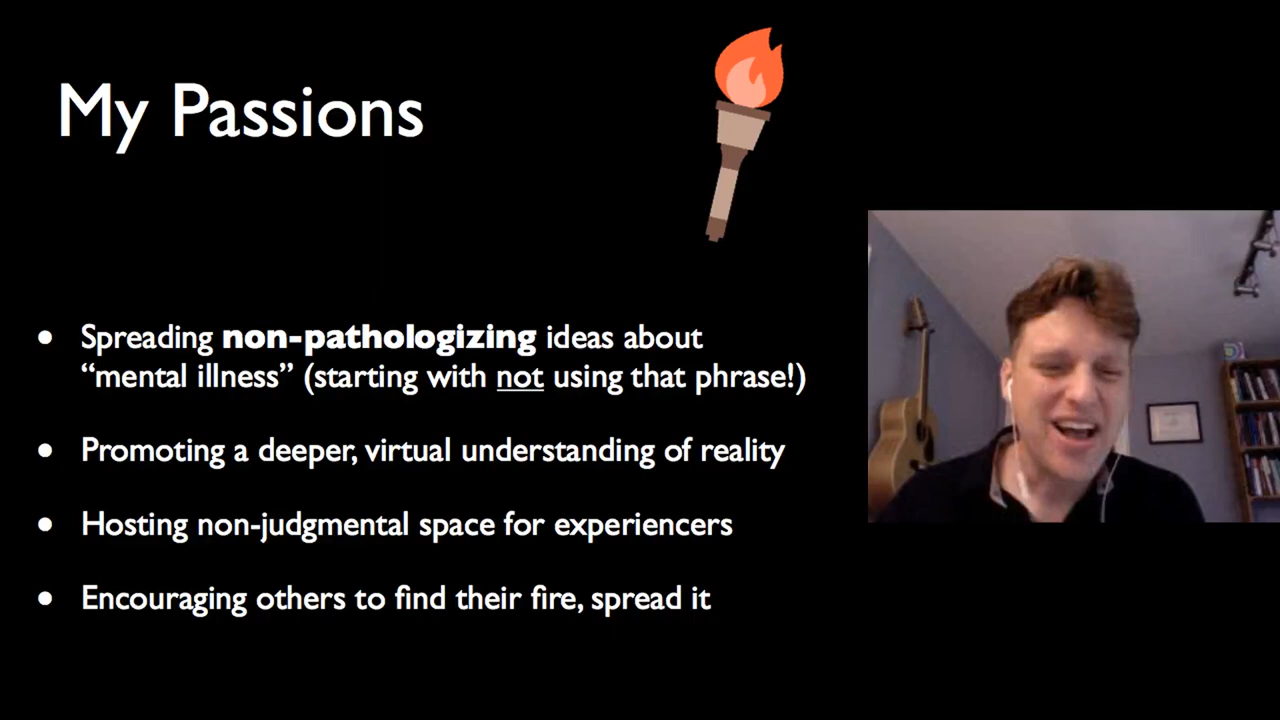 My Passions
• Spreading non-pathologizing ideas about
“mental illness” (starting with not using that phrase!)
• Promoting a deeper, virtual understanding of reality
• Hosting non-judgmental space for experiencers
• Encouraging others to find their fire, spread it